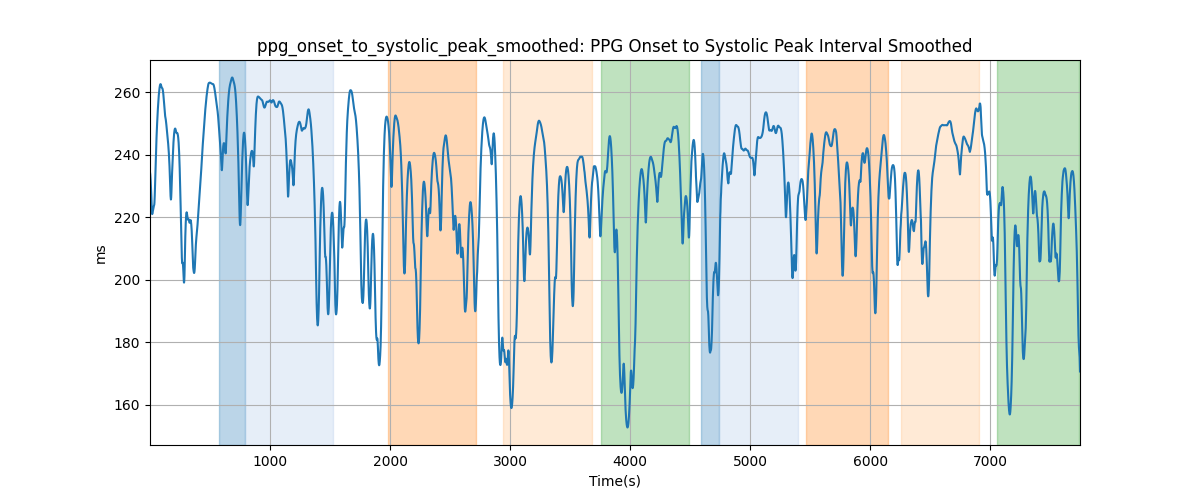 ppg_onset_to_systolic_peak_smoothed: PPG Onset to Systolic Peak Interval Smoothed
260
240
220
200
180
160
ms
1000 2000 3000 4000 5000 6000 7000
Time(s)